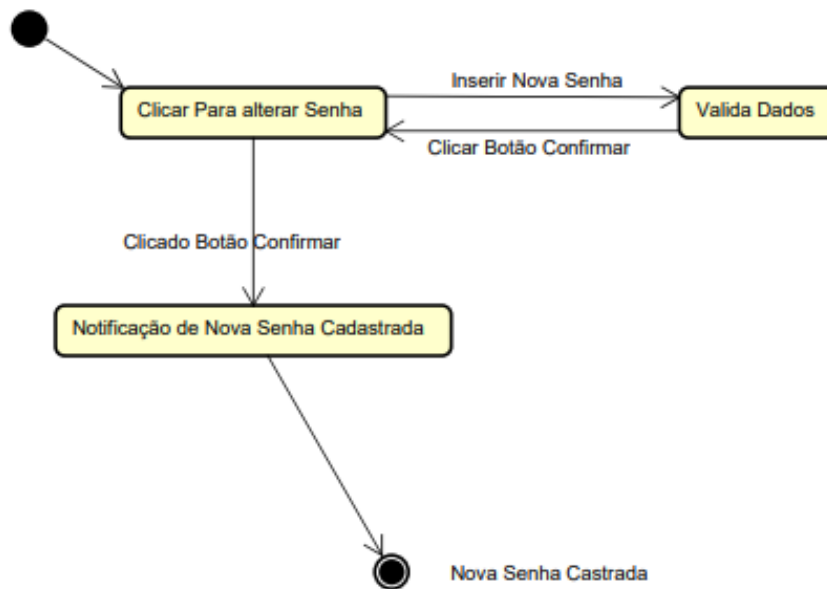 Inserir Nova Senha
Clicar Para alterar Senha
Valida Dados
Clicar Botão Confirmar
Clicado Botão Confirmar
Notificação de Nova Senha Cadastrada
Nova Senha Castrada